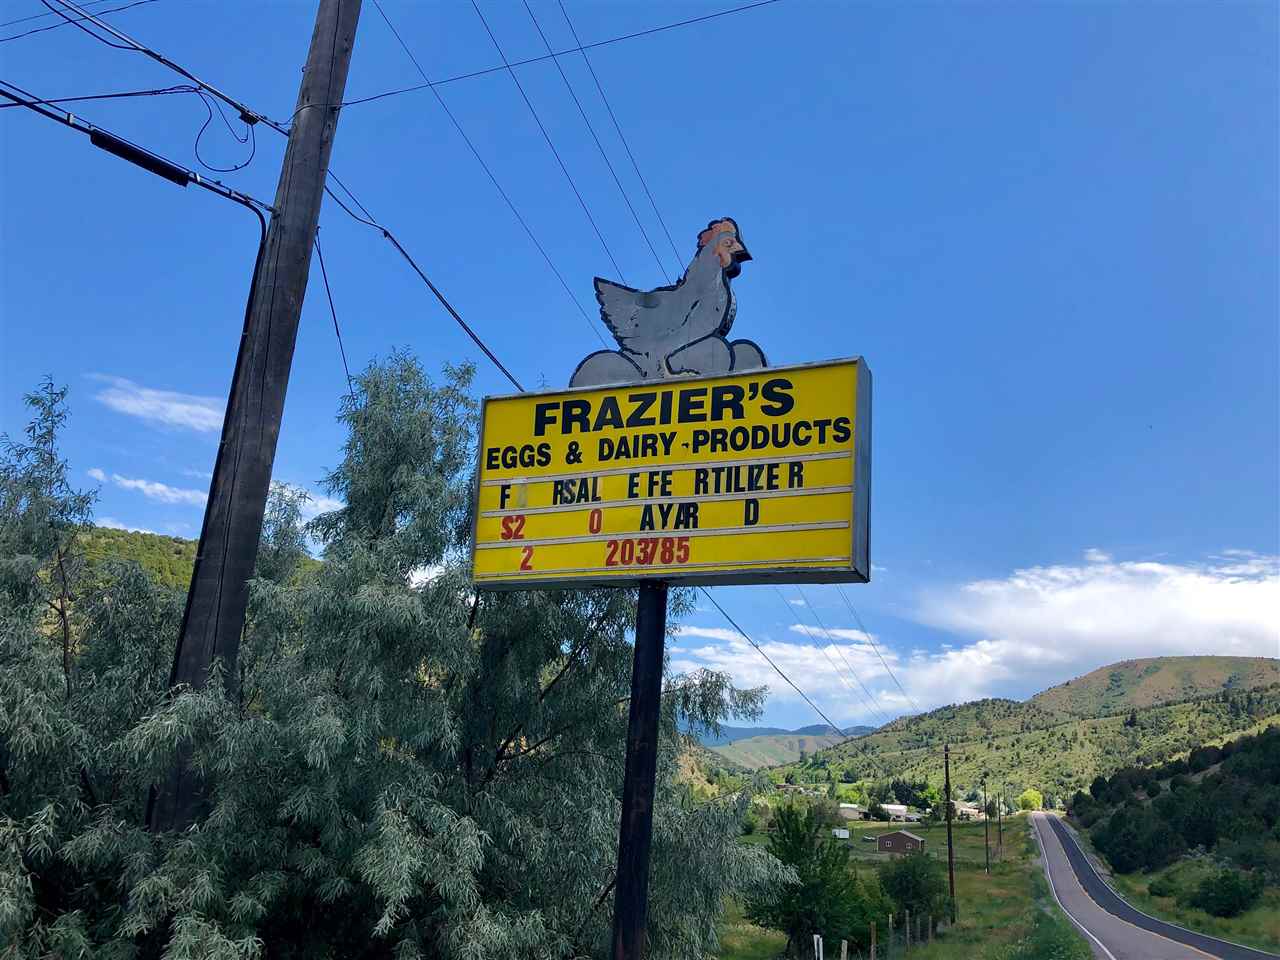 FRAZIER'S
EGGS & DAIRY-PRODUCTS
F RSAL E FE RTILIZE R
S2 0 AYAR D
2 203785